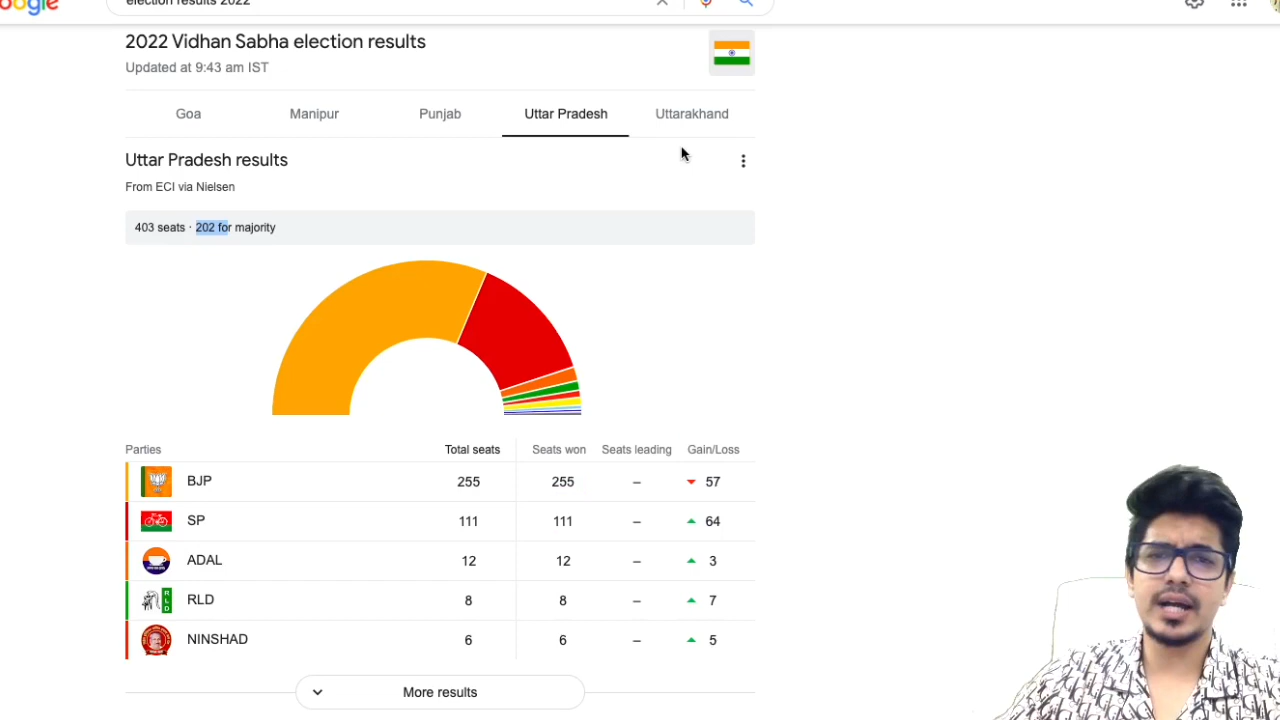 election results 2022
2022 Vidhan Sabha election results
Updated at 9:43 am IST
Goa Manipur Punjab Uttar Pradesh Uttarakhand
Uttar Pradesh results
From ECI via Nielsen
403 seats · 202 for majority
Parties Total seats Seats won Seats leading Gain/Loss
BJP 255 255 – 57
SP 111 111 – 64
ADAL 12 12 – 3
RLD 8 8 – 7
NINSHAD 6 6 – 5
More results